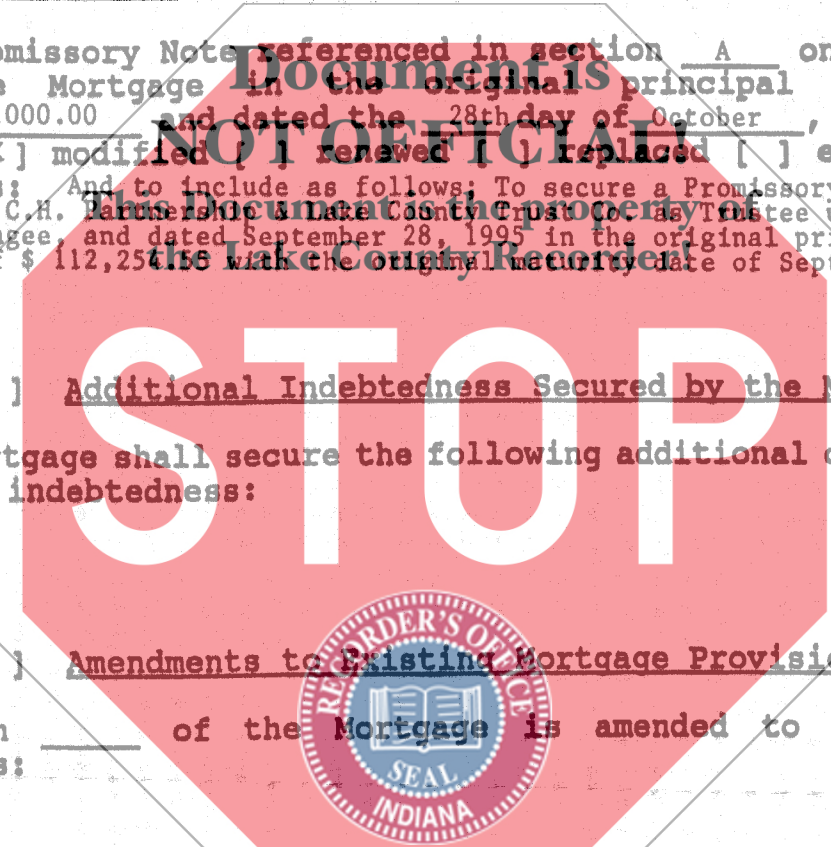 omissory Note referenced in section A on
e Mortgage in the original principal
Document is
000.00 and dated the 28th day of October,
NOT OFFICIAL!
] modified [ ] renewed [ ] replaced [ ] e
s: And to include as follows: To secure a Promissory
This Document is the property of
C.H. Partnership & Lake County Trust Co. as Trustee
gee, and dated September 28, 1995 in the original pri
the Lake County Recorder!
$ 112,254.15 with the original maturity date of Sep
STOP
] Additional Indebtedness Secured by the M
tgage shall secure the following additional
indebtedness:
RECORDER'S OFFICE
] Amendments to Existing Mortgage Provisi
of the Mortgage is amended to
s:
SEAL
INDIANA